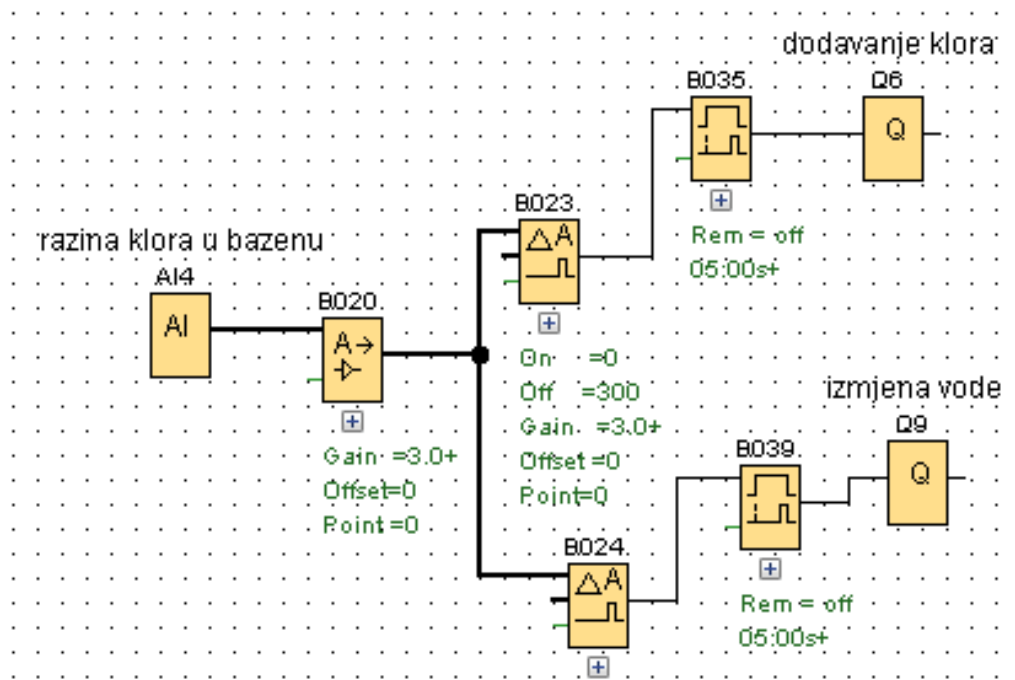 dodavanje klora
B035
Q6
Q
Rem = off
05:00s+
B023
A
razina klora u bazenu
AI4
AI
B020
A→
On =0
Off =300
Gain =3.0+
Offset=0
Point=0
Gain =3.0+
Offset=0
Point=0
izmjena vode
Q9
Q
B039
Rem = off
05:00s+
B024
A